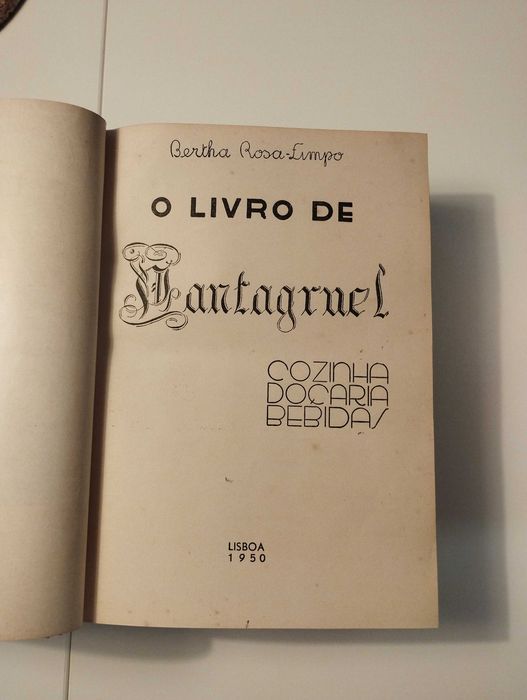 Bertha Rosa-Limpo
O LIVRO DE
Pantagruel
COZINHA
DOÇARIA
BEBIDAS
LISBOA
1950